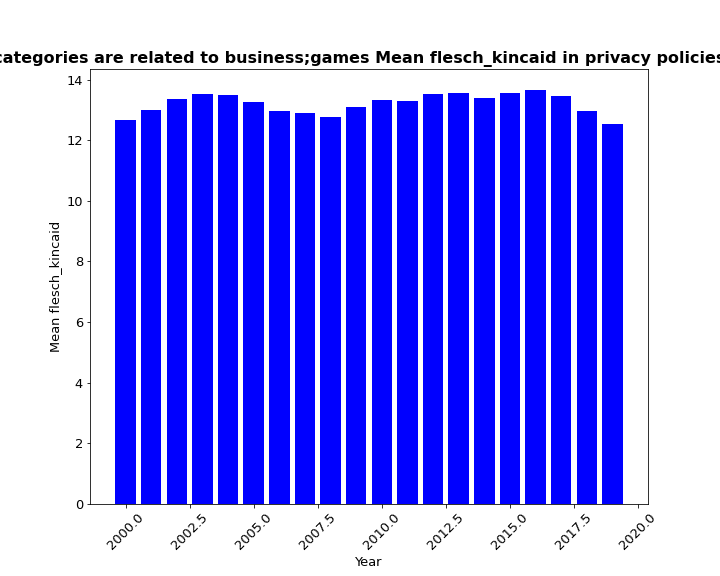 categories are related to business;games Mean flesch_kincaid in privacy policies
14
12
10
8
6
4
2
0
Mean flesch_kincaid
2000.0 2002.5 2005.0 2007.5 2010.0 2012.5 2015.0 2017.5 2020.0
Year